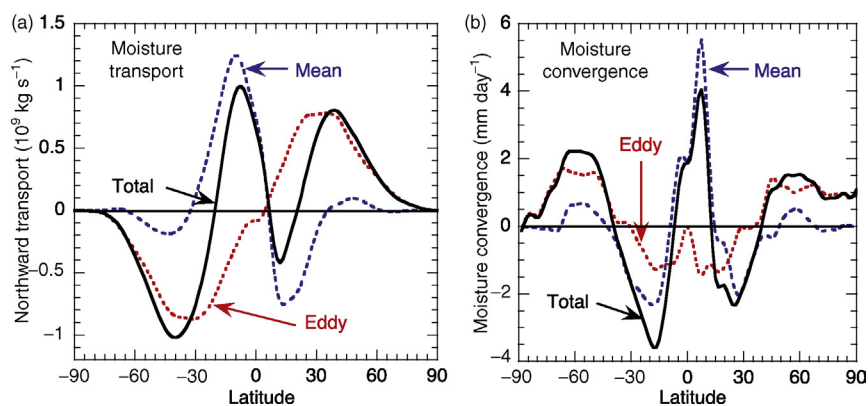 (a)
Moisture
transport
Mean
Total
Eddy
Northward transport (10⁹ kg s⁻¹)
1.5
1
0.5
0
−0.5
−1
−90 −60 −30 0 30 60 90
Latitude
(b)
Moisture
convergence
Mean
Eddy
Total
Moisture convergence (mm day⁻¹)
6
4
2
0
−2
−4
−90 −60 −30 0 30 60 90
Latitude